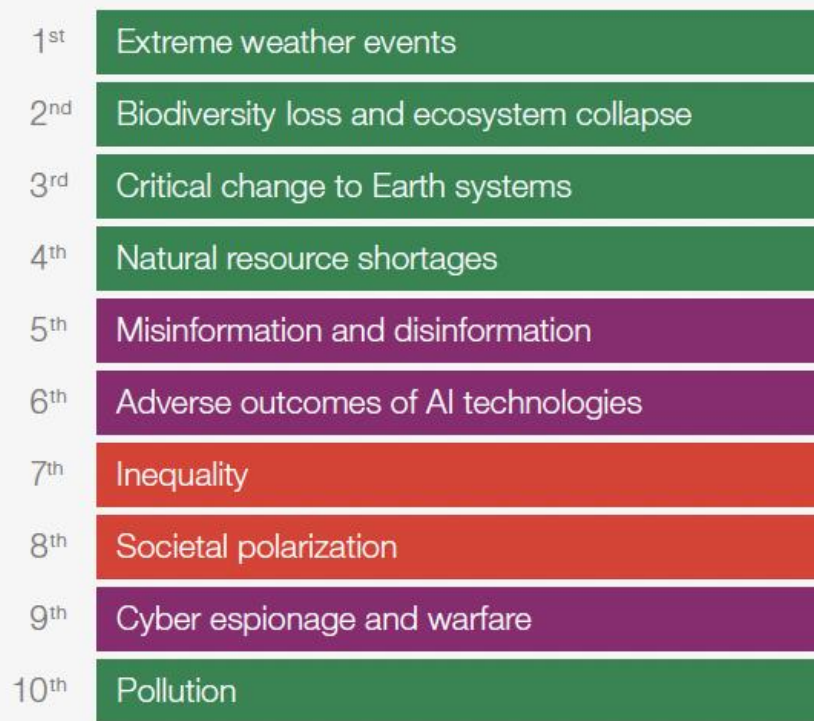 1st Extreme weather events
2nd Biodiversity loss and ecosystem collapse
3rd Critical change to Earth systems
4th Natural resource shortages
5th Misinformation and disinformation
6th Adverse outcomes of AI technologies
7th Inequality
8th Societal polarization
9th Cyber espionage and warfare
10th Pollution